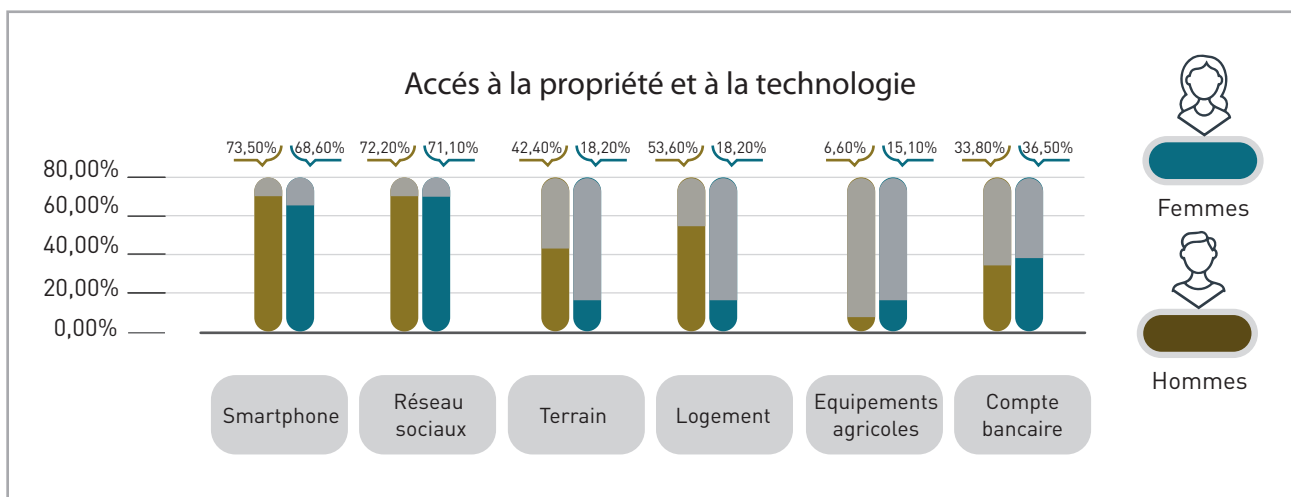 Accés à la propriété et à la technologie
73,50% 68,60% 72,20% 71,10% 42,40% 18,20% 53,60% 18,20% 6,60% 15,10% 33,80% 36,50%
80,00%
60,00%
40,00%
20,00%
0,00%
Smartphone
Réseau
sociaux
Terrain
Logement
Equipements
agricoles
Compte
bancaire
Femmes
Hommes